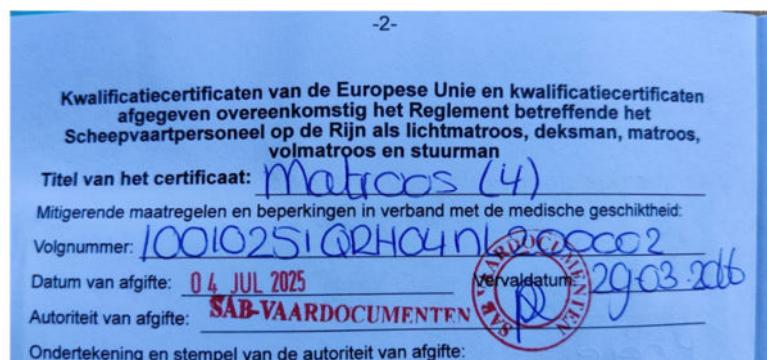 -2-
Kwalificatiecertificaten van de Europese Unie en kwalificatiecertificaten
afgegeven overeenkomstig het Reglement betreffende het
Scheepvaartpersoneel op de Rijn als lichtmatroos, deksman, matroos,
volmatroos en stuurman
Titel van het certificaat: Matroos (4)
Mitigerende maatregelen en beperkingen in verband met de medische geschiktheid:
Volgnummer:
Datum van afgifte: 04 JUL 2025 Vervaldatum: 29-03-2066
Autoriteit van afgifte: SAB-VAARDOCUMENTEN
SAB-VAARDOCUMENTEN
Ondertekening en stempel van de autoriteit van afgifte: